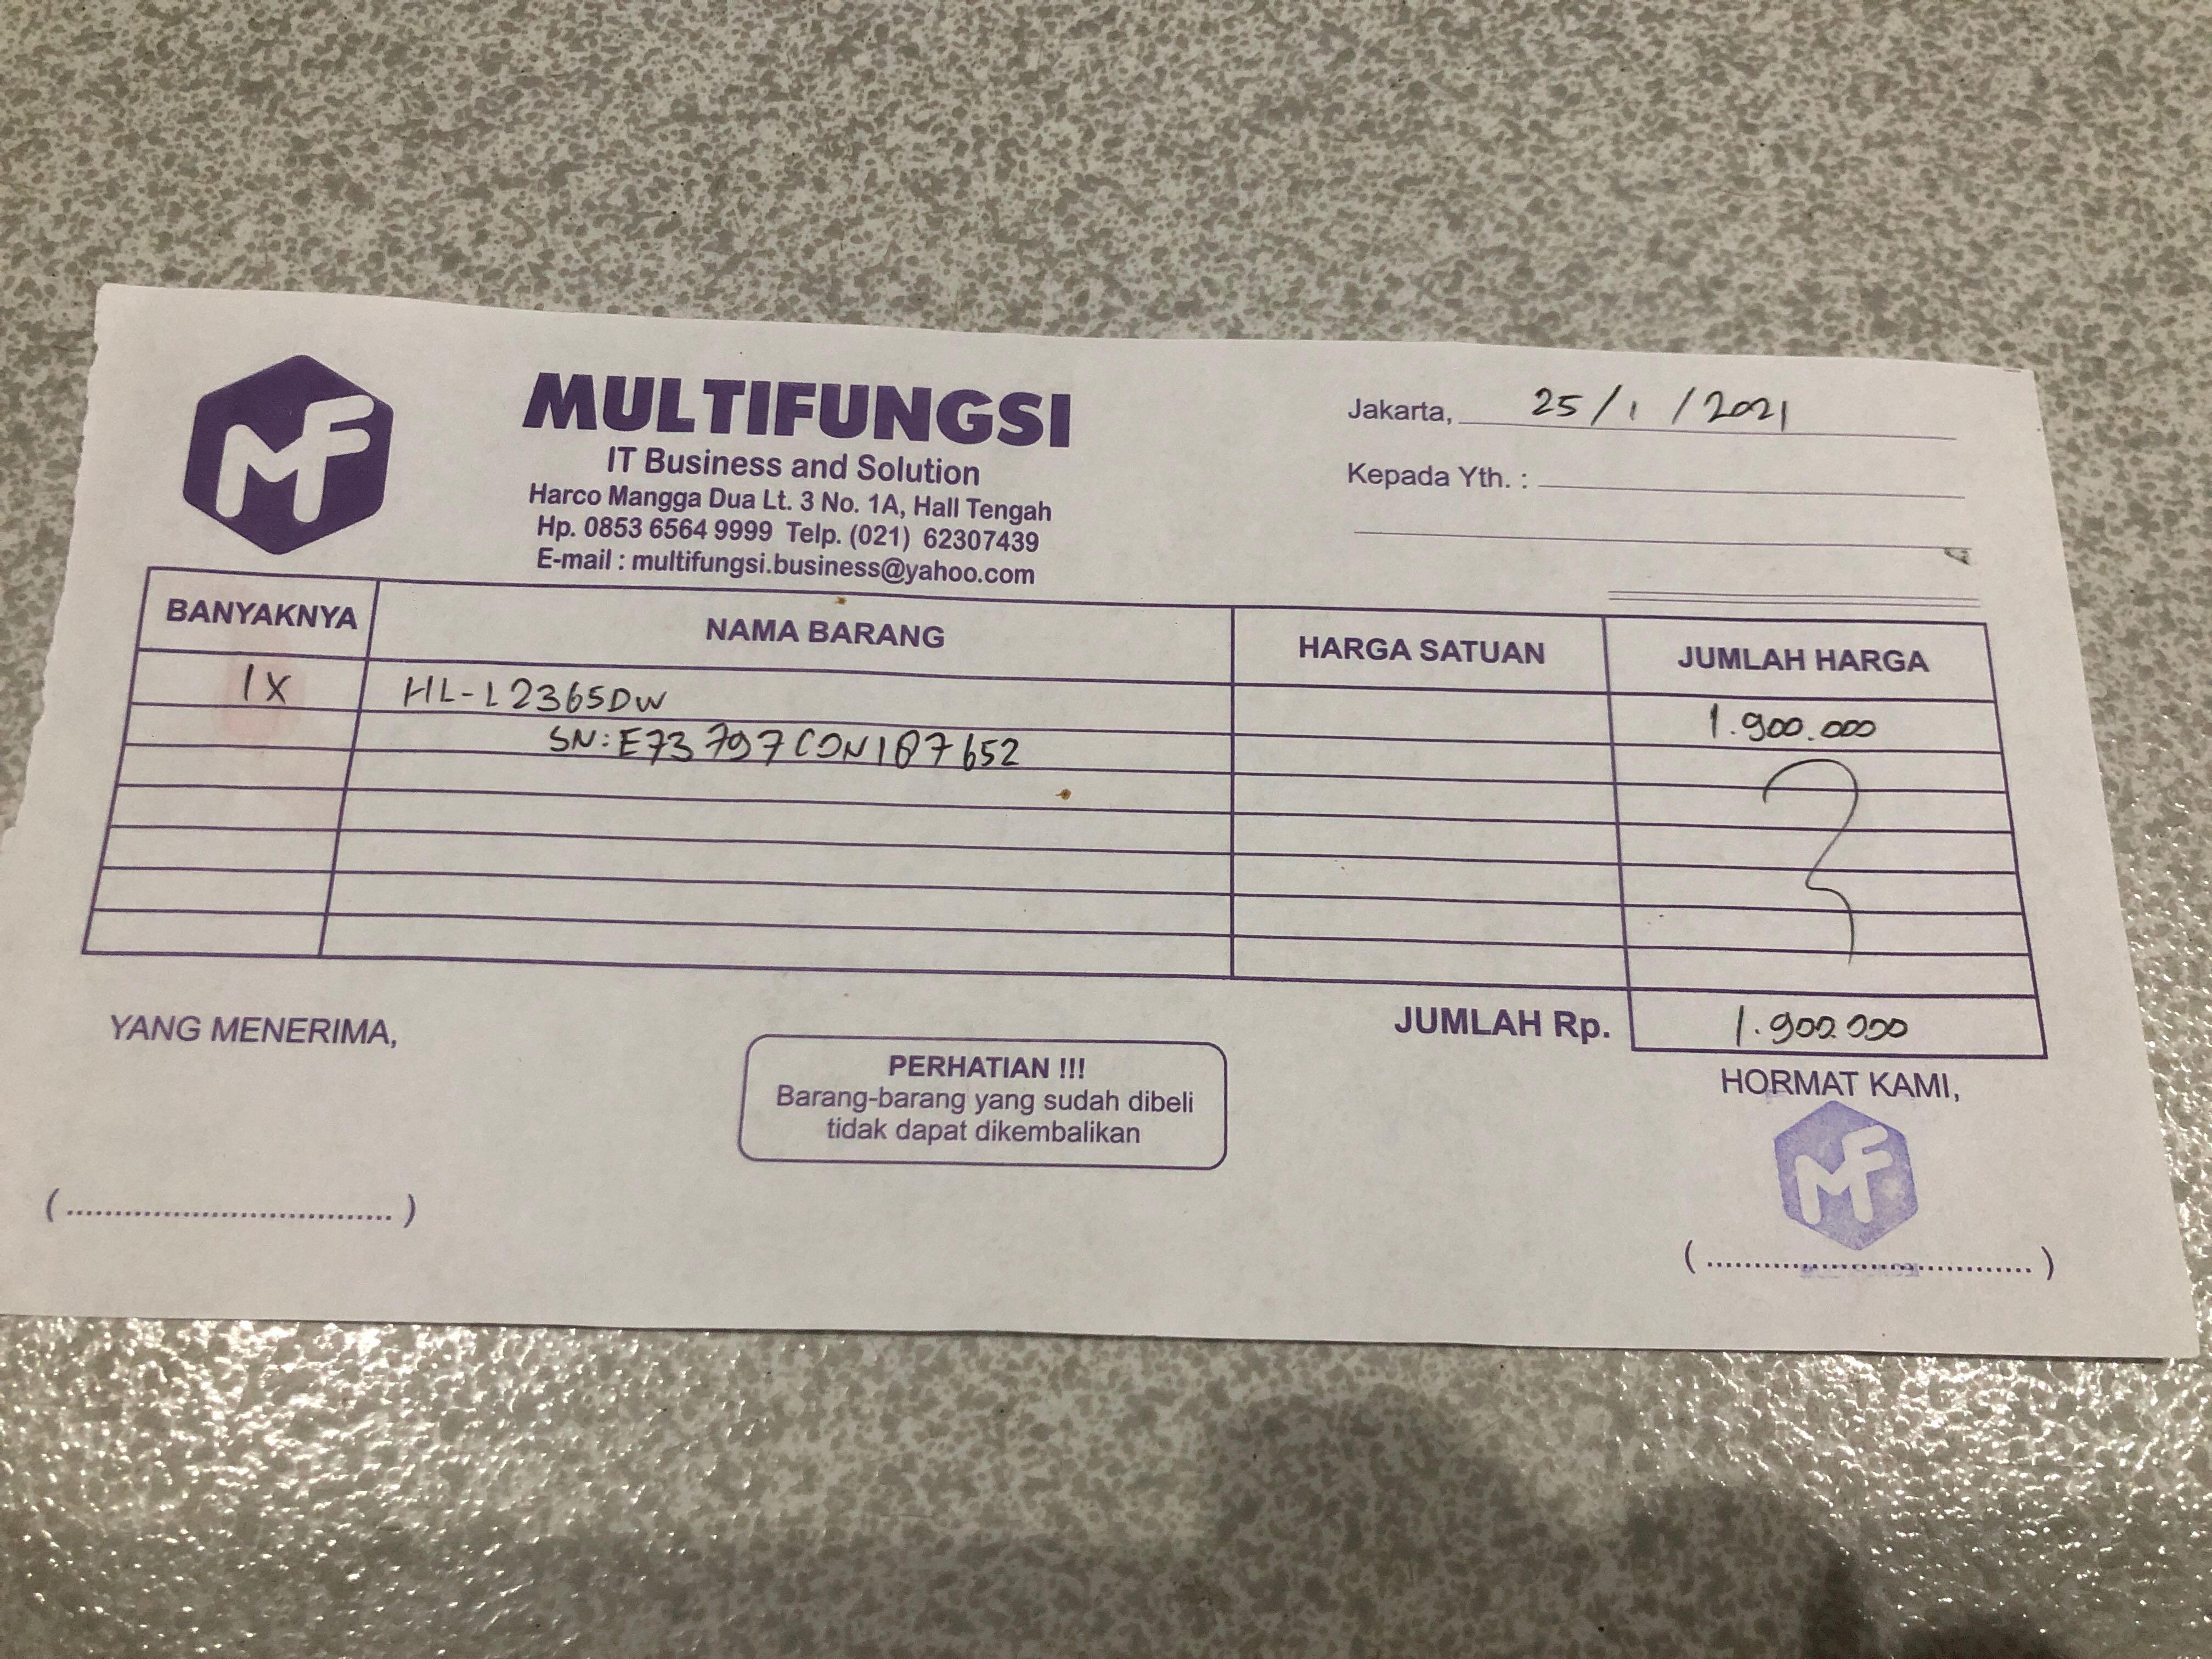 MF
MULTIFUNGSI
IT Business and Solution
Harco Mangga Dua Lt. 3 No. 1A, Hall Tengah
Hp. 0853 6564 9999 Telp. (021) 62307439
E-mail : multifungsi.business@yahoo.com
Jakarta, 25/1/2021
Kepada Yth. :
BANYAKNYA NAMA BARANG HARGA SATUAN JUMLAH HARGA
1X HL-L2365DW 1.900.000
SN: E73797C0N187652
JUMLAH Rp. 1.900.000
YANG MENERIMA,
PERHATIAN !!!
Barang-barang yang sudah dibeli
tidak dapat dikembalikan
HORMAT KAMI,
MF
(..................................)
(..................................)